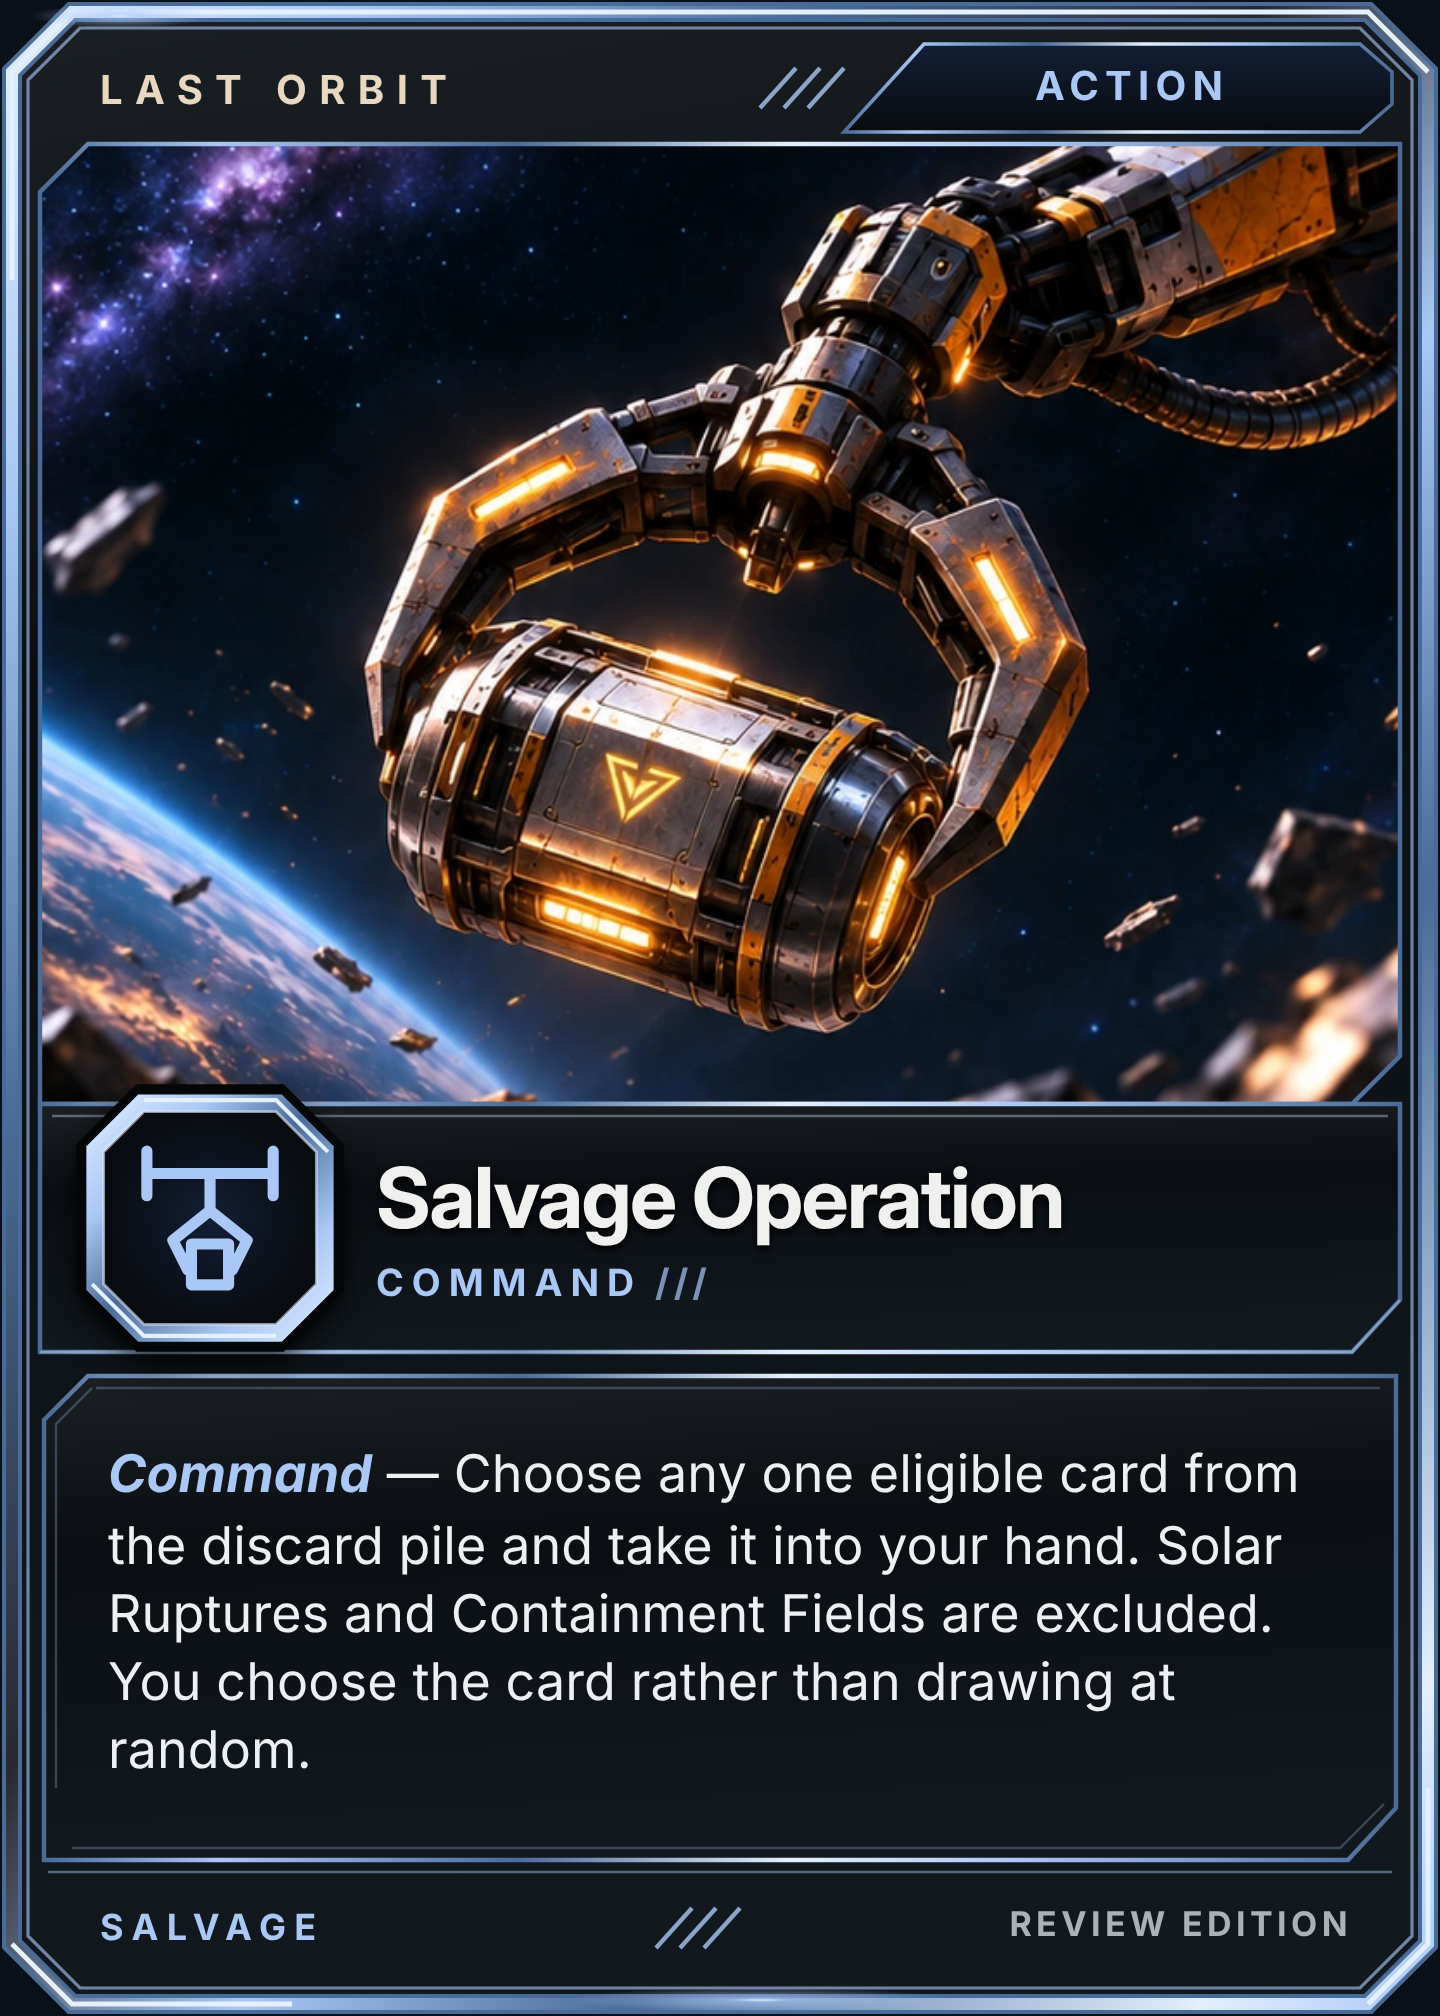 LAST ORBIT
ACTION
Salvage Operation
COMMAND ///
Command — Choose any one eligible card from
the discard pile and take it into your hand. Solar
Ruptures and Containment Fields are excluded.
You choose the card rather than drawing at
random.
SALVAGE
REVIEW EDITION